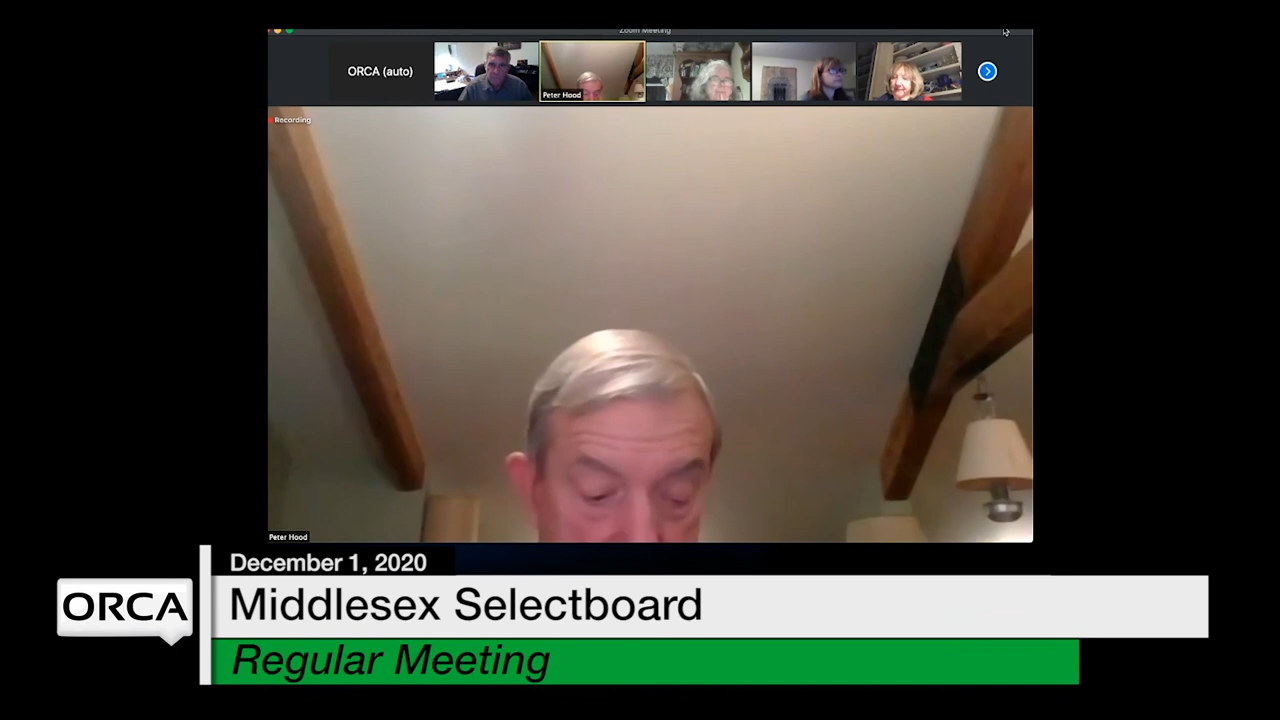 Zoom Meeting
ORCA (auto)
Peter Hood
Recording
Peter Hood
December 1, 2020
ORCA
Middlesex Selectboard
Regular Meeting